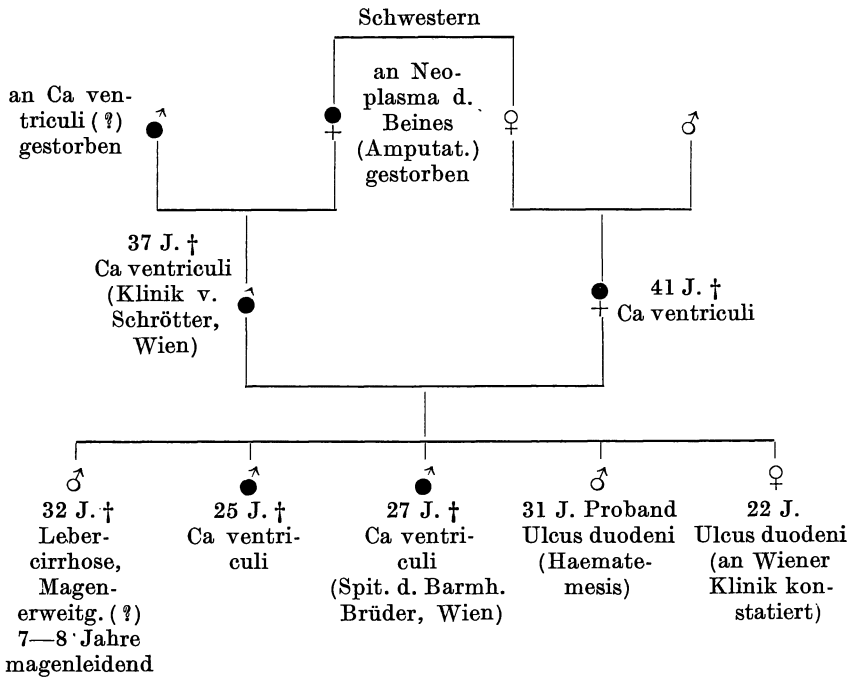 Schwestern
an Ca ven-
triculi (?)
gestorben
an Neo-
plasma d.
Beines
(Amputat.)
gestorben
37 J. †
Ca ventriculi
(Klinik v.
Schrötter,
Wien)
41 J. †
Ca ventriculi
32 J. †
Leber-
cirrhose,
Magen-
erweitg. (?)
7—8 Jahre
magenleidend
25 J. †
Ca ventri-
culi
27 J. †
Ca ventri-
culi
(Spit. d. Barmh.
Brüder, Wien)
31 J. Proband
Ulcus duodeni
(Haemate-
mesis)
22 J.
Ulcus duodeni
(an Wiener
Klinik kon-
statiert)